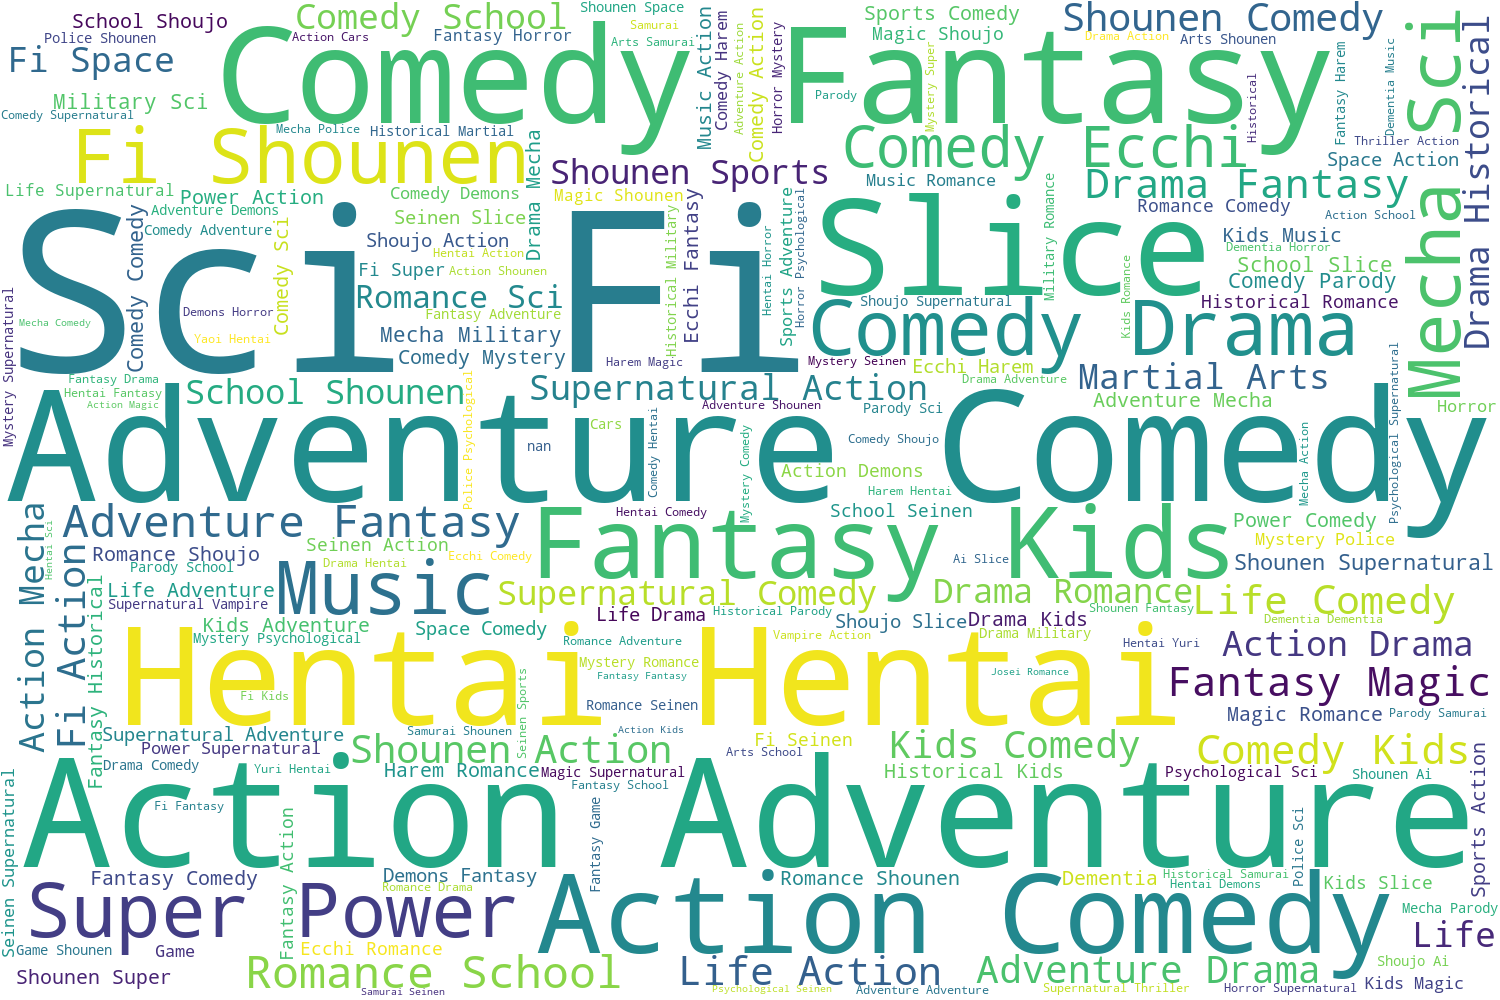 School Shoujo
Comedy School
Shounen Space
Samurai
Sports Comedy
Shounen Comedy
Police Shounen
Action Cars
Fantasy Horror
Arts Samurai
Magic Shoujo
Drama Action
Arts Shounen
Fi Space
Comedy Fantasy
Music Action
Comedy Harem
Adventure Action
Comedy Action
Horror Mystery
Mystery Super
Historical
Fantasy Harem
Dementia Music
Mecha Sci
Drama Historical
Military Sci
Parody
Comedy Supernatural
Mecha Police
Historical Martial
Thriller Action
Fi Shounen
Comedy Ecchi
Space Action
Drama Mecha
Shounen Sports
Music Romance
Drama Fantasy
Life Supernatural
Power Action
Comedy Demons
Magic Shounen
Romance Comedy
Adventure Demons
Seinen Slice
Action School
Comedy Adventure
Shoujo Action
Kids Music
Hentai Action
Dementia Horror
Sci Fi
Slice
Comedy Comedy
Comedy Sci
Historical Military
Ecchi Fantasy
Hentai Horror
Sports Adventure
Horror Psychological
Military Romance
Kids Romance
Fi Super
Action Shounen
School Slice
Comedy Parody
Romance Sci
Shoujo Supernatural
Historical Romance
Demons Horror
Fantasy Adventure
Mystery Supernatural
Mecha Comedy
Yaoi Hentai
Mecha Military
Comedy Drama
Comedy Mystery
Harem Magic
Mystery Seinen
Ecchi Harem
Martial Arts
Fantasy Drama
Hentai Fantasy
Action Magic
School Shounen
Supernatural Action
Drama Adventure
Adventure Mecha
Psychological Supernatural
Horror
Adventure Comedy
Police Psychological
Adventure Shounen
Parody Sci
Cars
Comedy Shoujo
nan
Comedy Hentai
Mystery Comedy
Mecha Action
Action Demons
Harem Hentai
Adventure Fantasy
Hentai Comedy
School Seinen
Fantasy Kids
Power Comedy
Mystery Police
Action Mecha
Hentai Sci
Fi Action
Romance Shoujo
Seinen Action
Ecchi Comedy
Drama Hentai
Ai Slice
Shounen Supernatural
Parody School
Fantasy Historical
Life Adventure
Music
Supernatural Comedy
Drama Romance
Life Comedy
Supernatural Vampire
Life Drama
Historical Parody
Shoujo Slice
Drama Kids
Shounen Fantasy
Dementia Dementia
Kids Adventure
Space Comedy
Mystery Psychological
Romance Adventure
Vampire Action
Drama Military
Hentai Yuri
Action Drama
Hentai Hentai
Mystery Romance
Fantasy Fantasy
Josei Romance
Fantasy Magic
Fi Kids
Seinen Sports
Romance Seinen
Magic Romance
Parody Samurai
Supernatural Adventure
Samurai Shounen
Action Kids
Power Supernatural
Shounen Action
Arts School
Fi Seinen
Kids Comedy
Comedy Kids
Drama Comedy
Yuri Hentai
Harem Romance
Magic Supernatural
Historical Kids
Psychological Sci
Shounen Ai
Fantasy School
Action Adventure
Seinen Supernatural
Fi Fantasy
Fantasy Action
Fantasy Game
Police Sci
Sports Action
Fantasy Comedy
Demons Fantasy
Romance Drama
Romance Shounen
Dementia
Historical Samurai
Hentai Demons
Kids Slice
Super Power
Action Comedy
Mecha Parody
Life
Game Shounen
Game
Ecchi Romance
Shounen Super
Romance School
Life Action
Adventure Drama
Shoujo Ai
Samurai Seinen
Psychological Seinen
Adventure Adventure
Supernatural Thriller
Horror Supernatural
Kids Magic